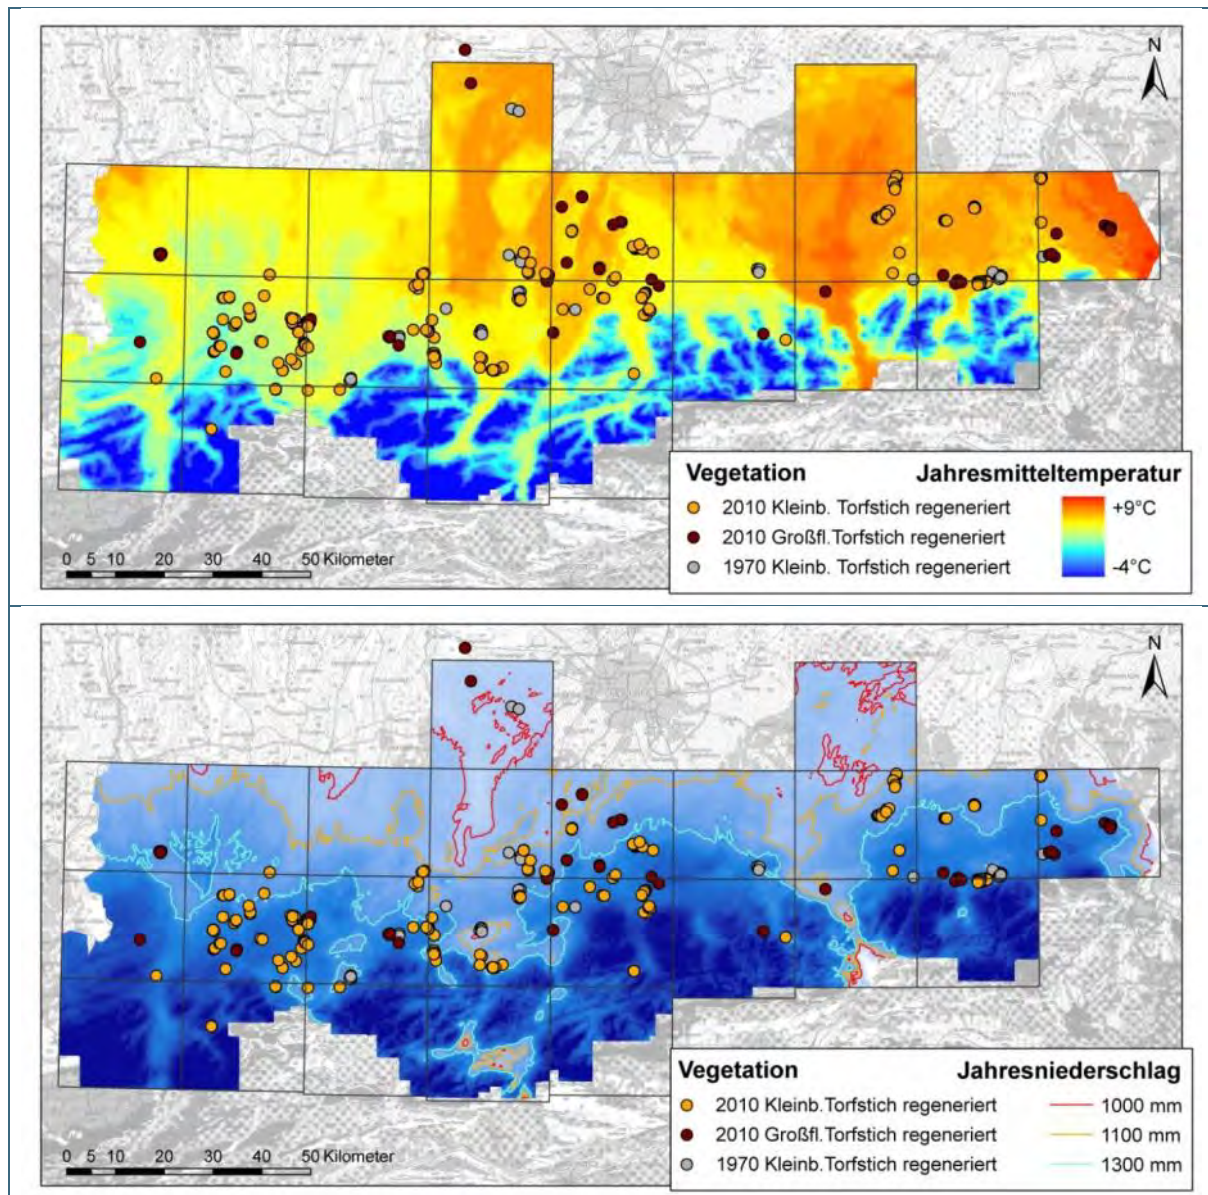 N
Vegetation Jahresmitteltemperatur
2010 Kleinb. Torfstich regeneriert +9°C
2010 Großfl.Torfstich regeneriert
1970 Kleinb. Torfstich regeneriert -4°C
0 5 10 20 30 40 50 Kilometer
N
Vegetation Jahresniederschlag
2010 Kleinb.Torfstich regeneriert 1000 mm
2010 Großfl.Torfstich regeneriert 1100 mm
1970 Kleinb.Torfstich regeneriert 1300 mm
0 5 10 20 30 40 50 Kilometer